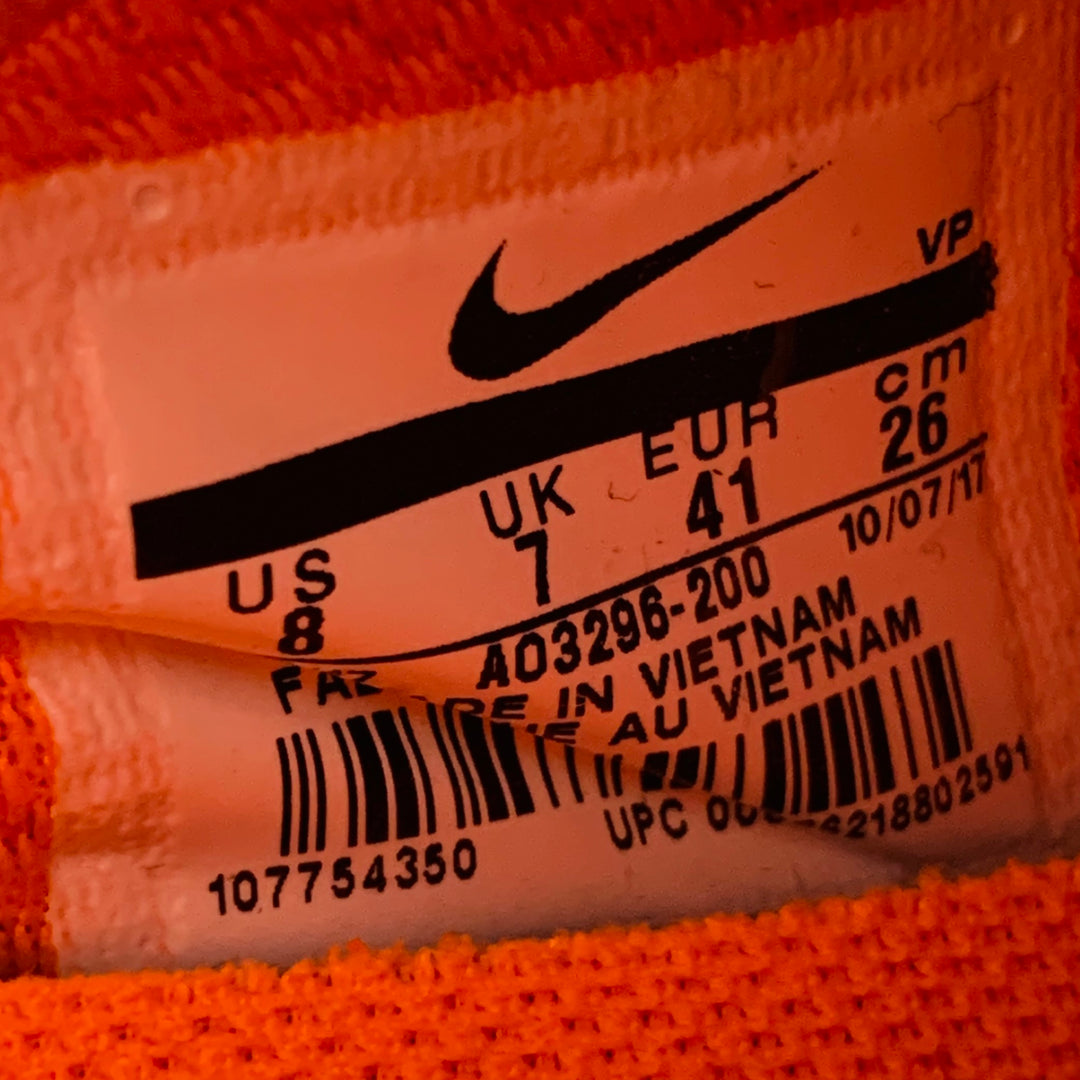 VP
US UK EUR cm
8 7 41 26
AO3296-200 10/07/17
IN VIETNAM
AU VIETNAM
107754350 UPC